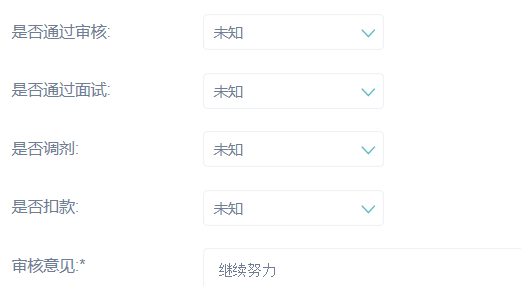 是否通过审核: 未知
是否通过面试: 未知
是否调剂: 未知
是否扣款: 未知
审核意见:* 继续努力